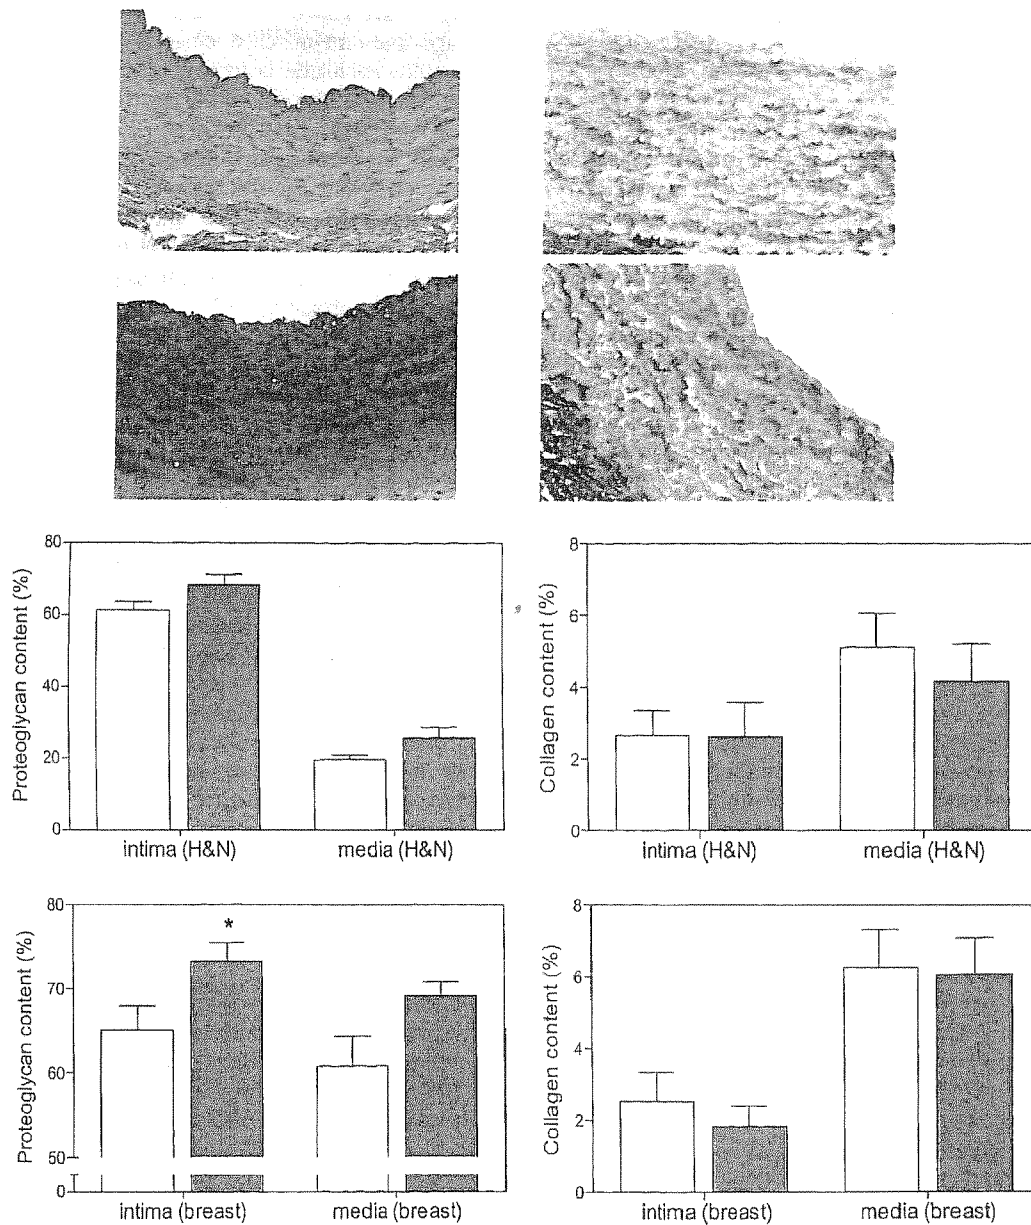 Proteoglycan content (%)
80
60
40
20
0
intima (H&N) media (H&N)
Collagen content (%)
8
6
4
2
0
intima (H&N) media (H&N)
Proteoglycan content (%)
80
70
60
50
0
*
intima (breast) media (breast)
Collagen content (%)
8
6
4
2
0
intima (breast) media (breast)